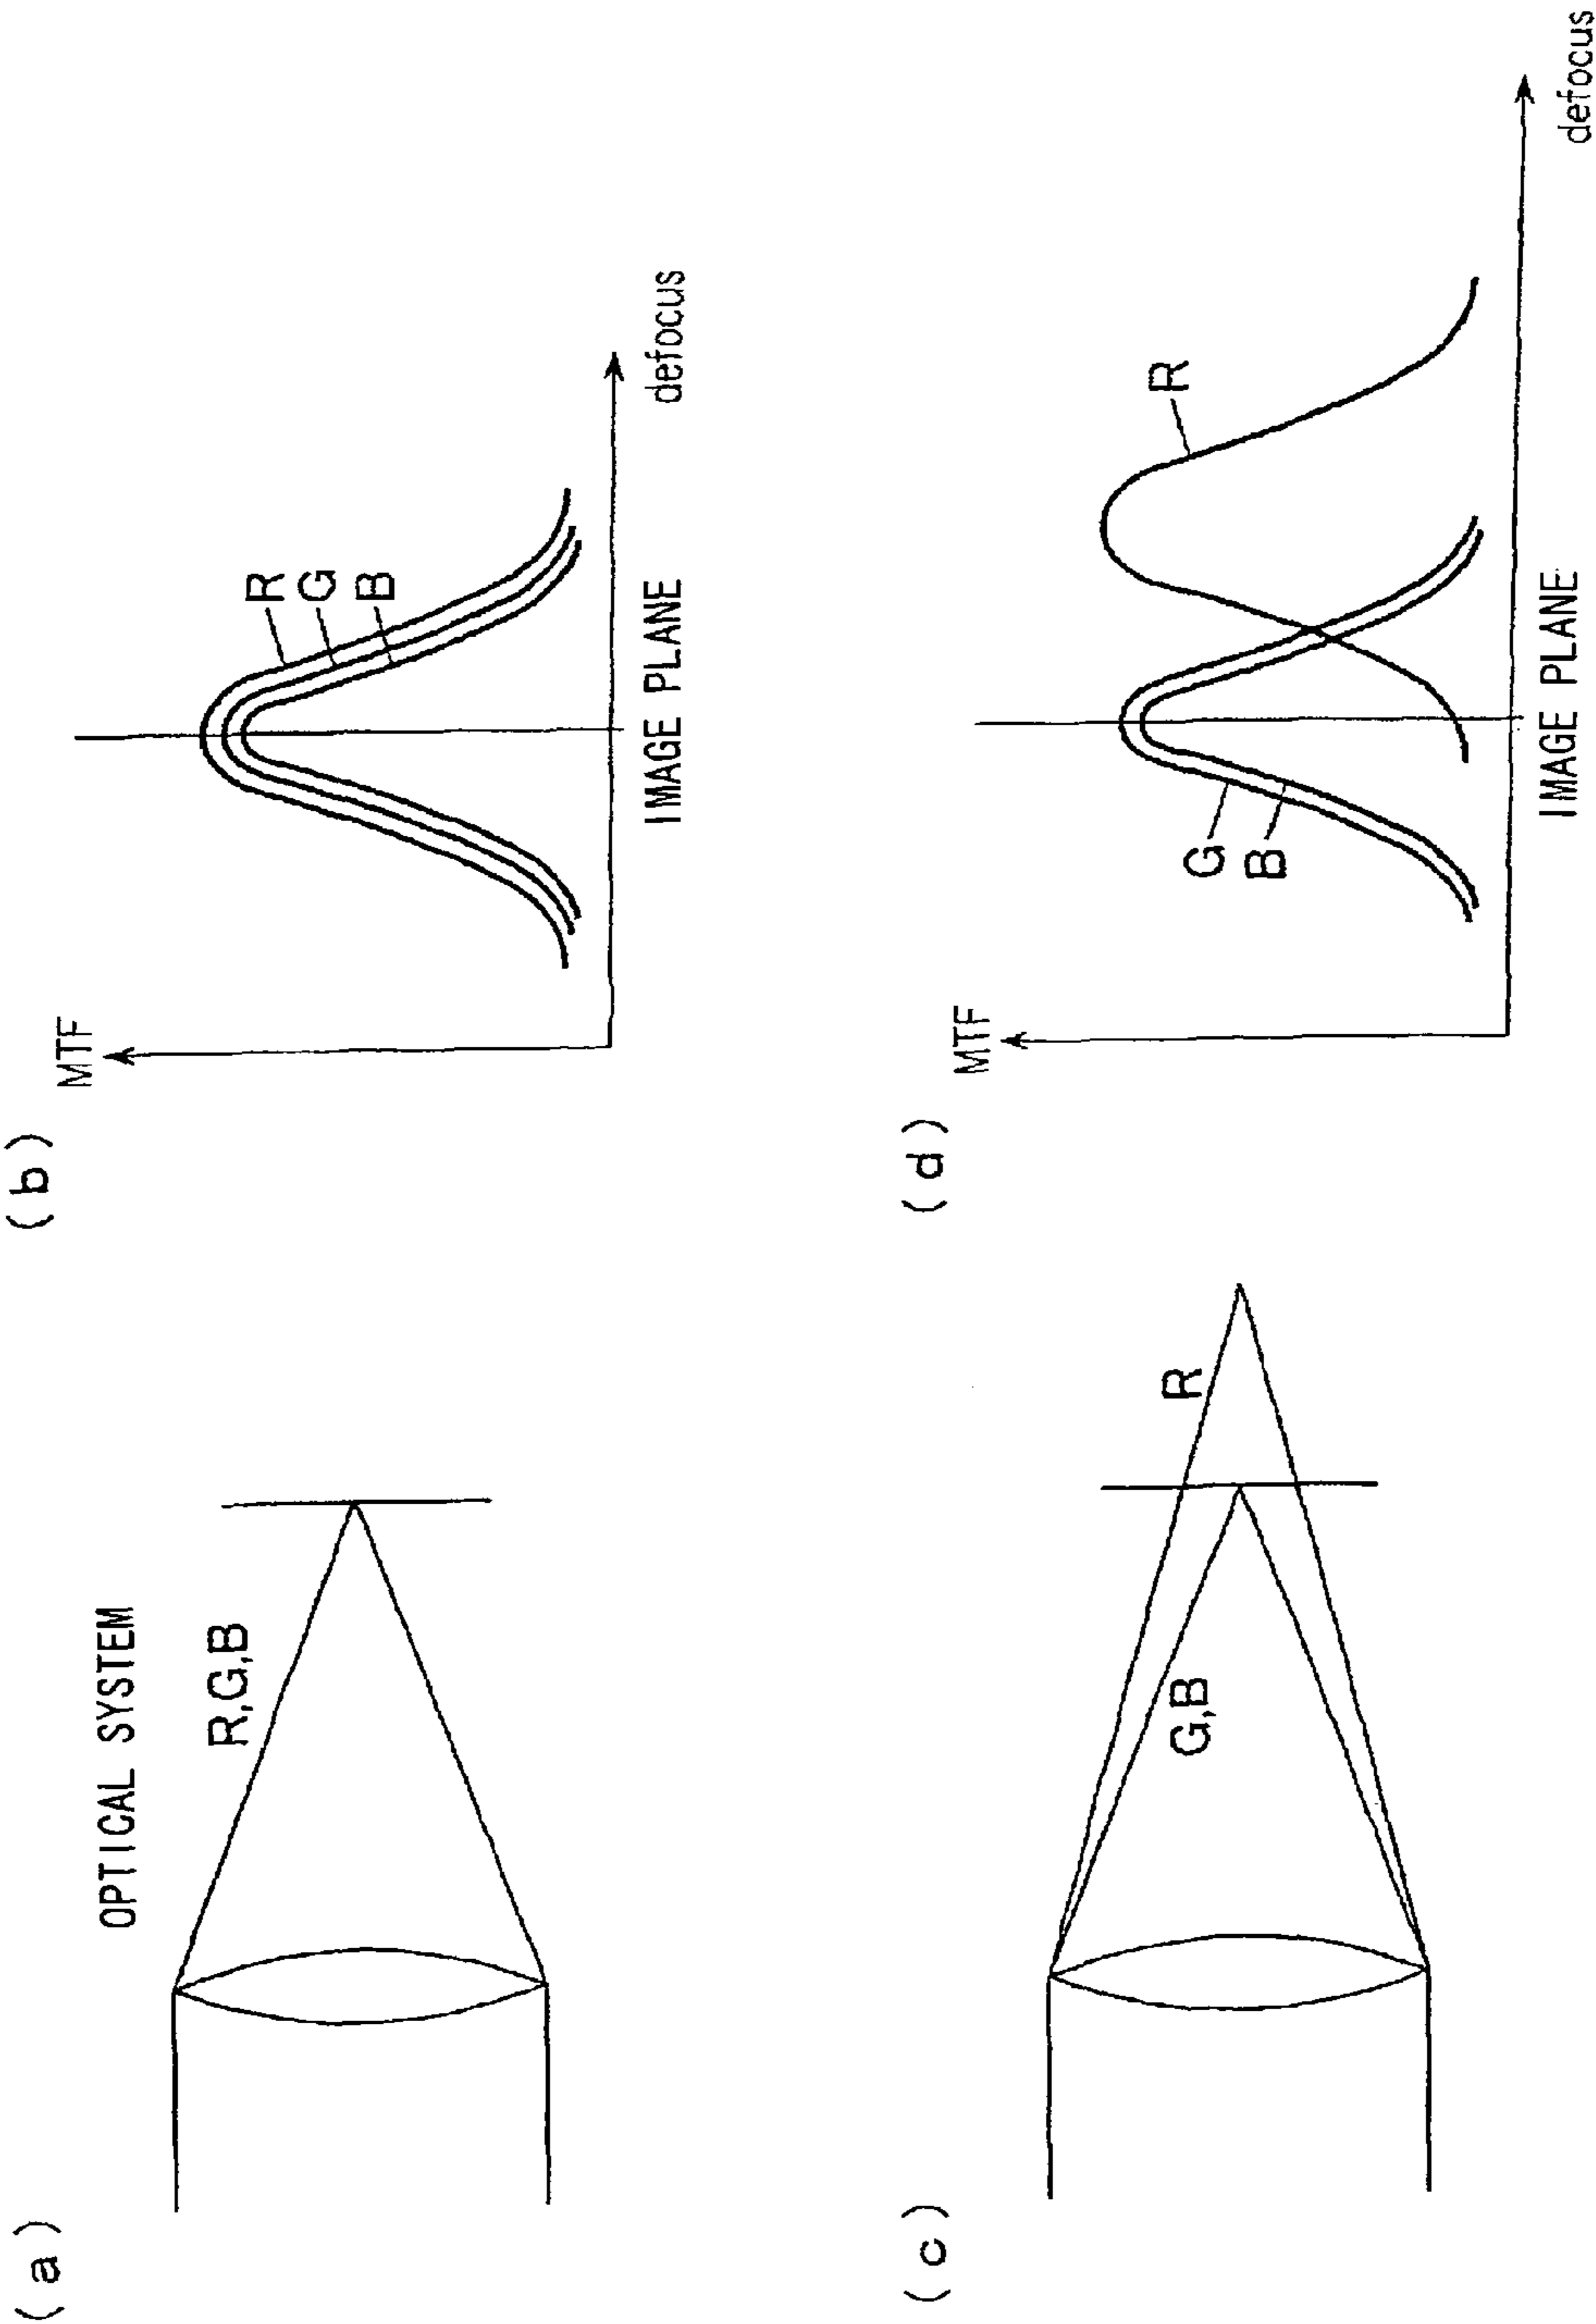 (a)
OPTICAL SYSTEM
R,G,B
(b)
MTF
R
G
B
IMAGE PLANE
defocus
(c)
R
G,B
(d)
MTF
R
G
B
IMAGE PLANE
defocus